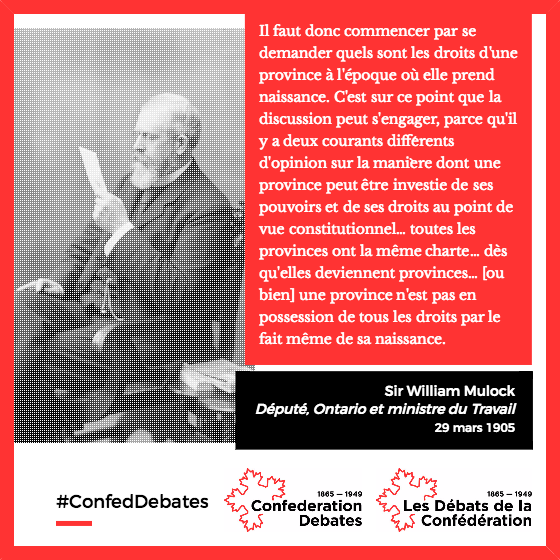 Il faut donc commencer par se
demander quels sont les droits d'une
province à l'époque où elle prend
naissance. C'est sur ce point que la
discussion peut s'engager, parce qu'il
y a deux courants différents
d'opinion sur la manière dont une
province peut être investie de ses
pouvoirs et de ses droits au point de
vue constitutionnel... toutes les
provinces ont la même charte... dès
qu'elles deviennent provinces... [ou
bien] une province n'est pas en
possession de tous les droits par le
fait même de sa naissance.
Sir William Mulock
Député, Ontario et ministre du Travail
29 mars 1905
#ConfedDebates
1865 — 1949
Confederation
Debates
1865 — 1949
Les Débats de la
Confédération